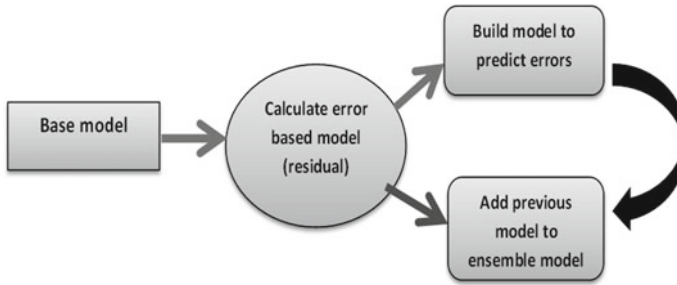 Base model
Calculate error
based model
(residual)
Build model to
predict errors
Add previous
model to
ensemble model